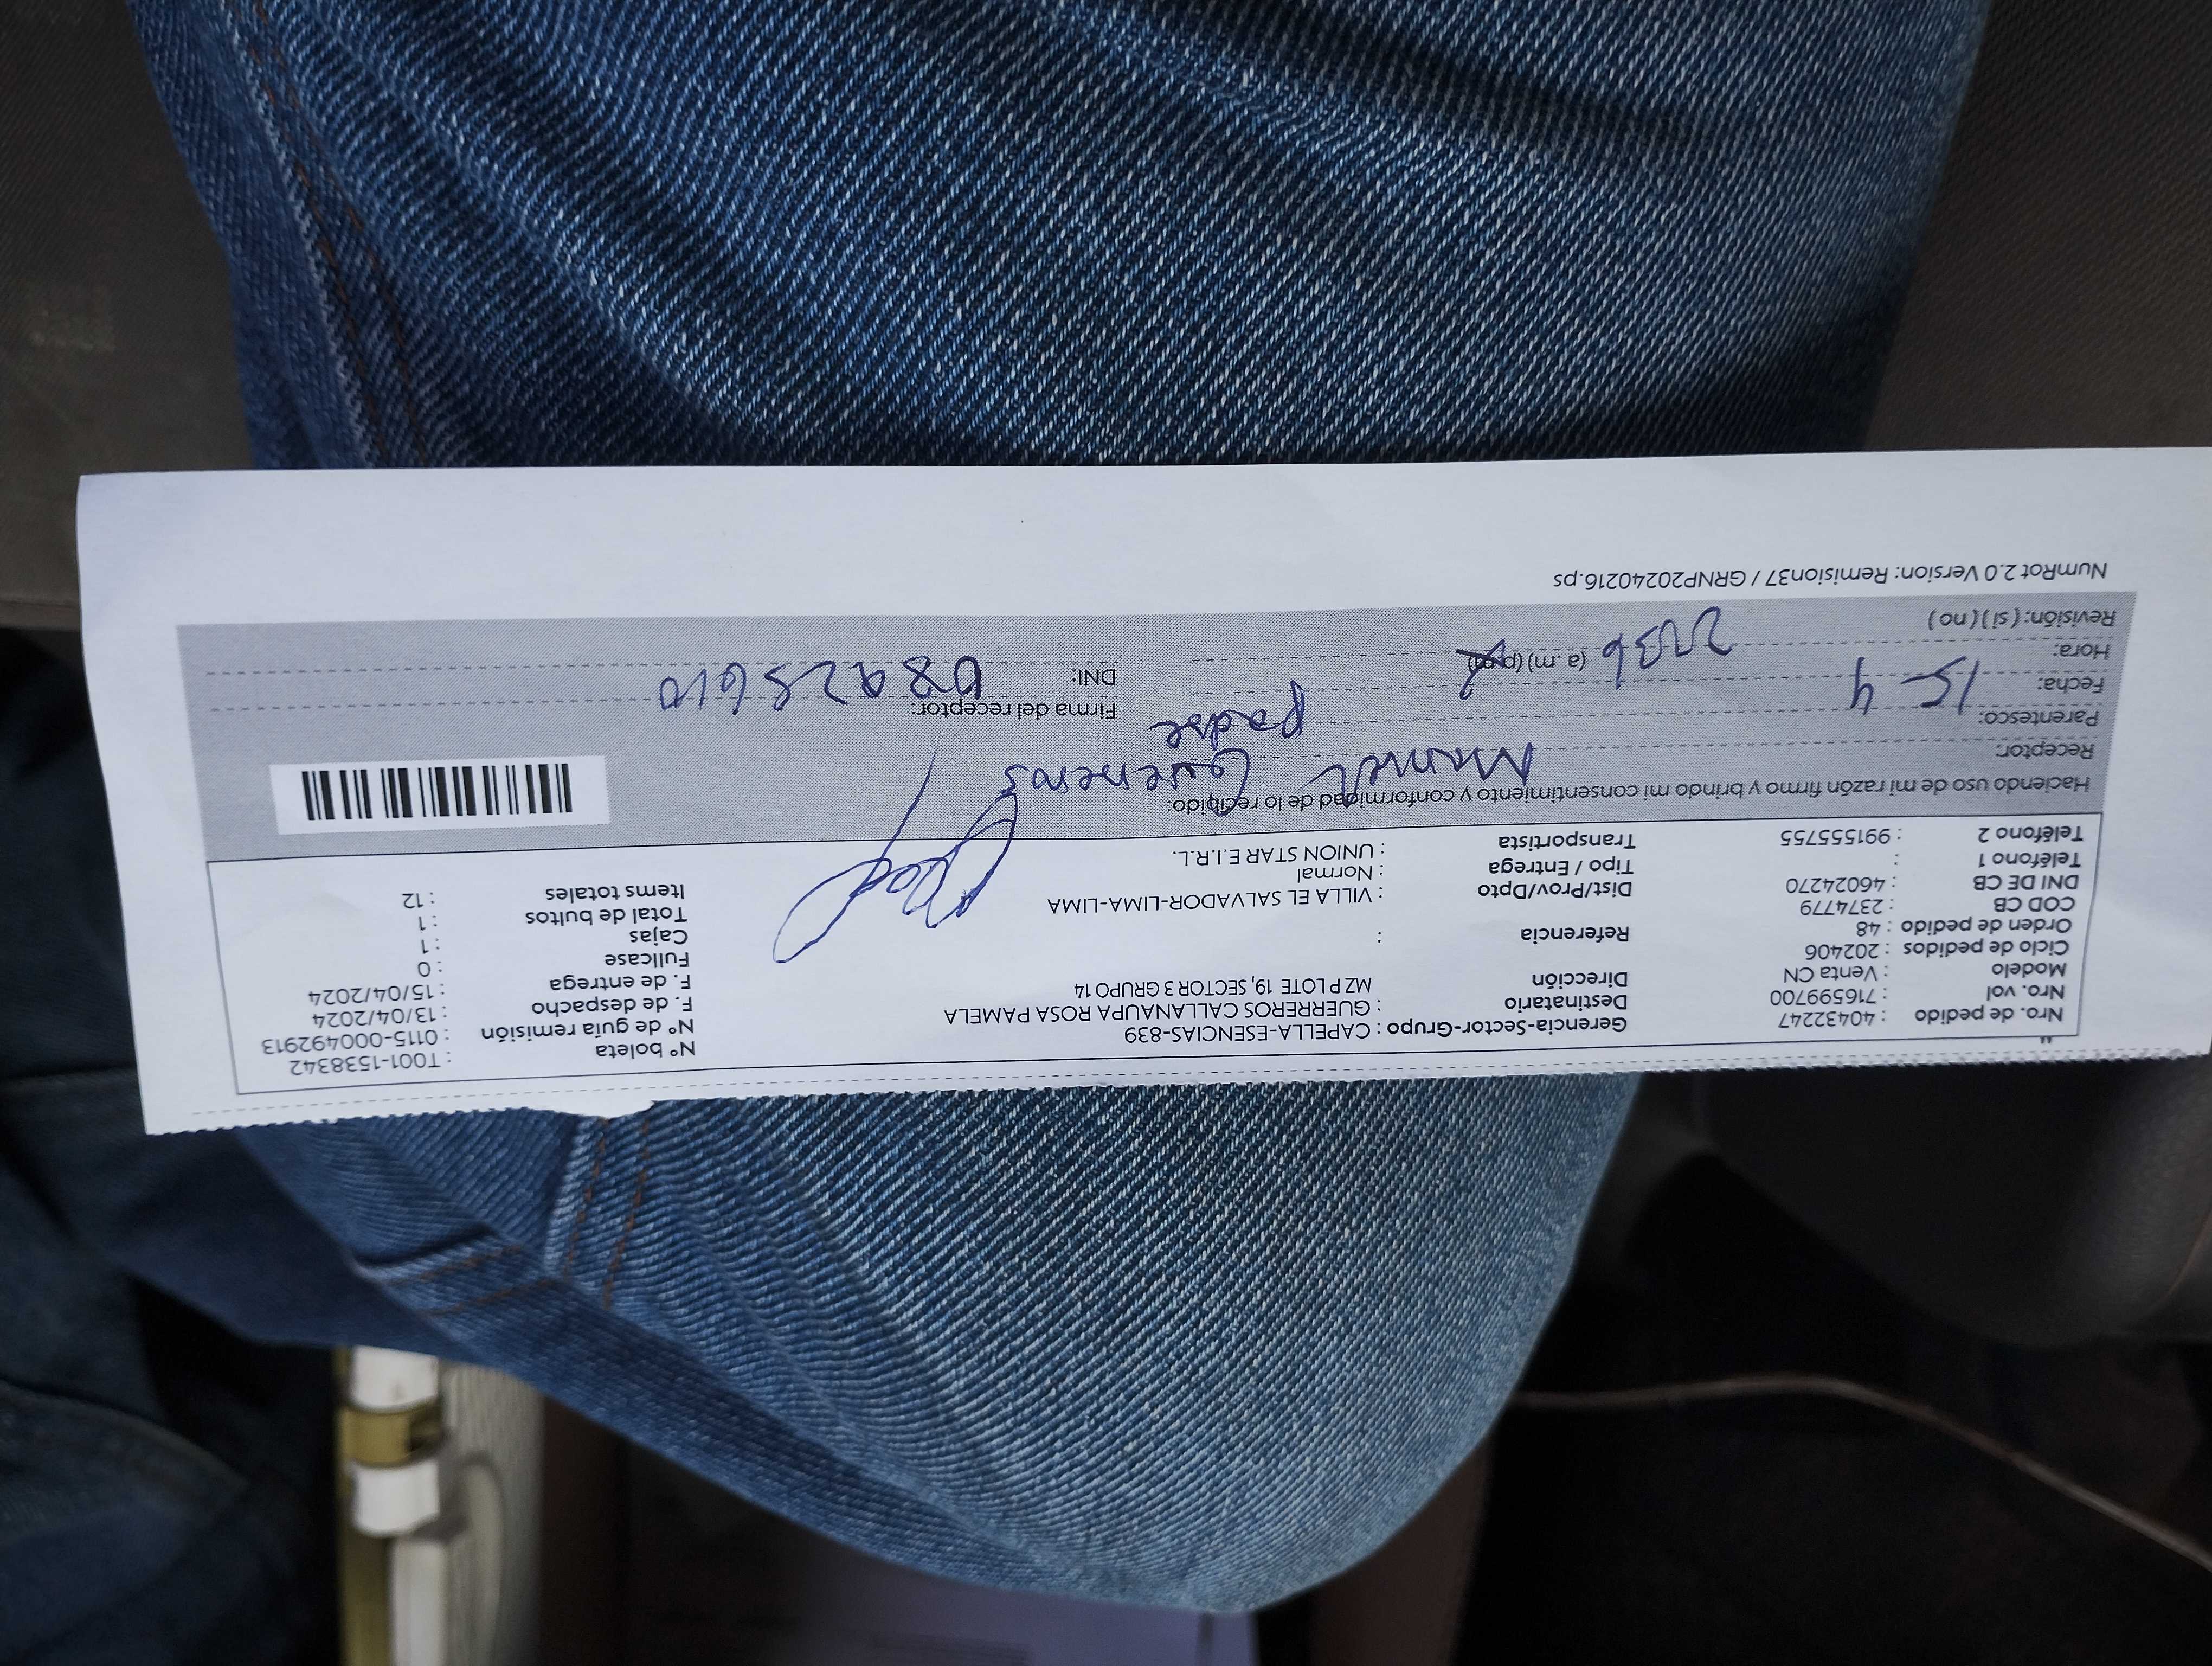 Nro. de pedido : 40432247
Nro. vol : 716599700
Modelo : Venta CN
Ciclo de pedidos : 202406
Orden de pedido : 48
COD CB : 2374779
DNI DE CB : 46024270
Teléfono 1 :
Teléfono 2 : 991555755
Gerencia-Sector-Grupo : CAPELLA-ESENCIAS-839
Destinatario : GUERREROS CALLANAUPA ROSA PAMELA
Dirección MZ P LOTE 19, SECTOR 3 GRUPO 14
Referencia :
Dist/Prov/Dpto : VILLA EL SALVADOR-LIMA-LIMA
Tipo / Entrega : Normal
Transportista : UNION STAR E.I.R.L.
N° boleta : T001-1538342
N° de guía remisión : 0115-000492913
F. de despacho : 13/04/2024
F. de entrega : 15/04/2024
Fullcase : 0
Cajas : 1
Total de bultos : 1
Items totales : 12
Haciendo uso de mi razón firmo y brindo mi consentimiento y conformidad de lo recibido:
Receptor: Manuel Guerreros
Parentesco: Padre
Fecha: 15-4
Hora: (a. m)
Revisión: ( si ) ( no )
Firma del receptor:
DNI: 08925610
NumRot 2.0 Version: Remision37 / GRNP20240216.ps